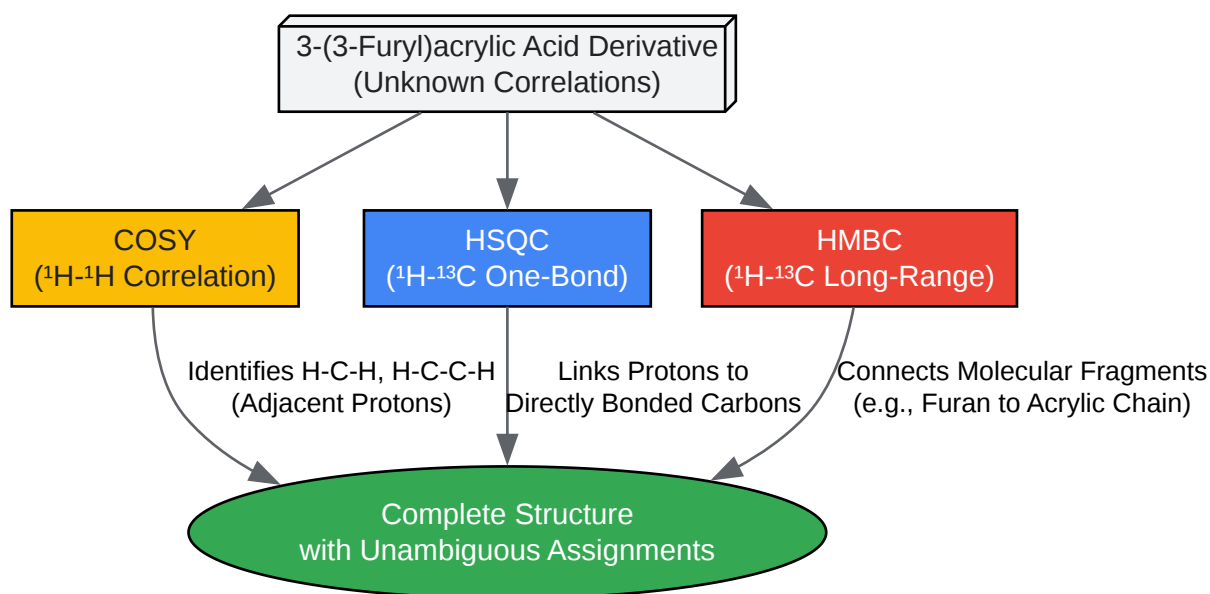 3-(3-Furyl)acrylic Acid Derivative
(Unknown Correlations)
COSY
(¹H-¹H Correlation)
HSQC
(¹H-¹³C One-Bond)
HMBC
(¹H-¹³C Long-Range)
Identifies H-C-H, H-C-C-H
(Adjacent Protons)
Links Protons to
Directly Bonded Carbons
Connects Molecular Fragments
(e.g., Furan to Acrylic Chain)
Complete Structure
with Unambiguous Assignments